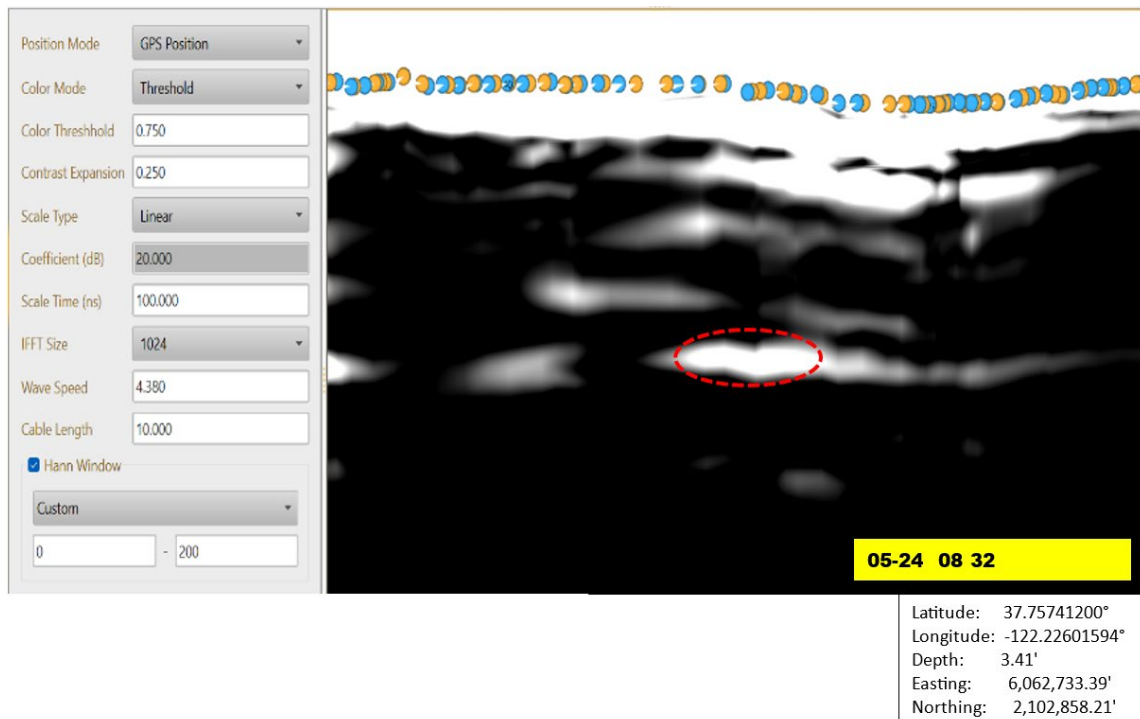 Position Mode GPS Position
Color Mode Threshold
Color Threshhold 0.750
Contrast Expansion 0.250
Scale Type Linear
Coefficient (dB) 20.000
Scale Time (ns) 100.000
IFFT Size 1024
Wave Speed 4.380
Cable Length 10.000
Hann Window
Custom
0 - 200
05-24 08 32
Latitude: 37.75741200°
Longitude: -122.22601594°
Depth: 3.41'
Easting: 6,062,733.39'
Northing: 2,102,858.21'